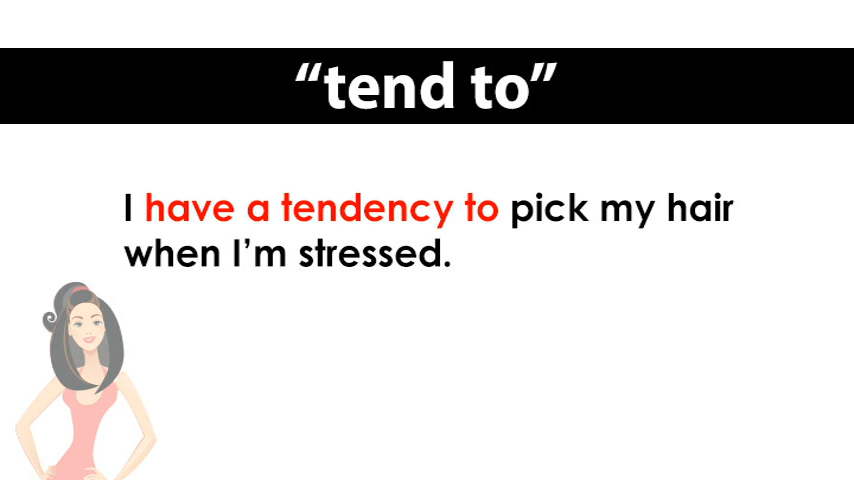 “tend to”
I have a tendency to pick my hair
when I’m stressed.